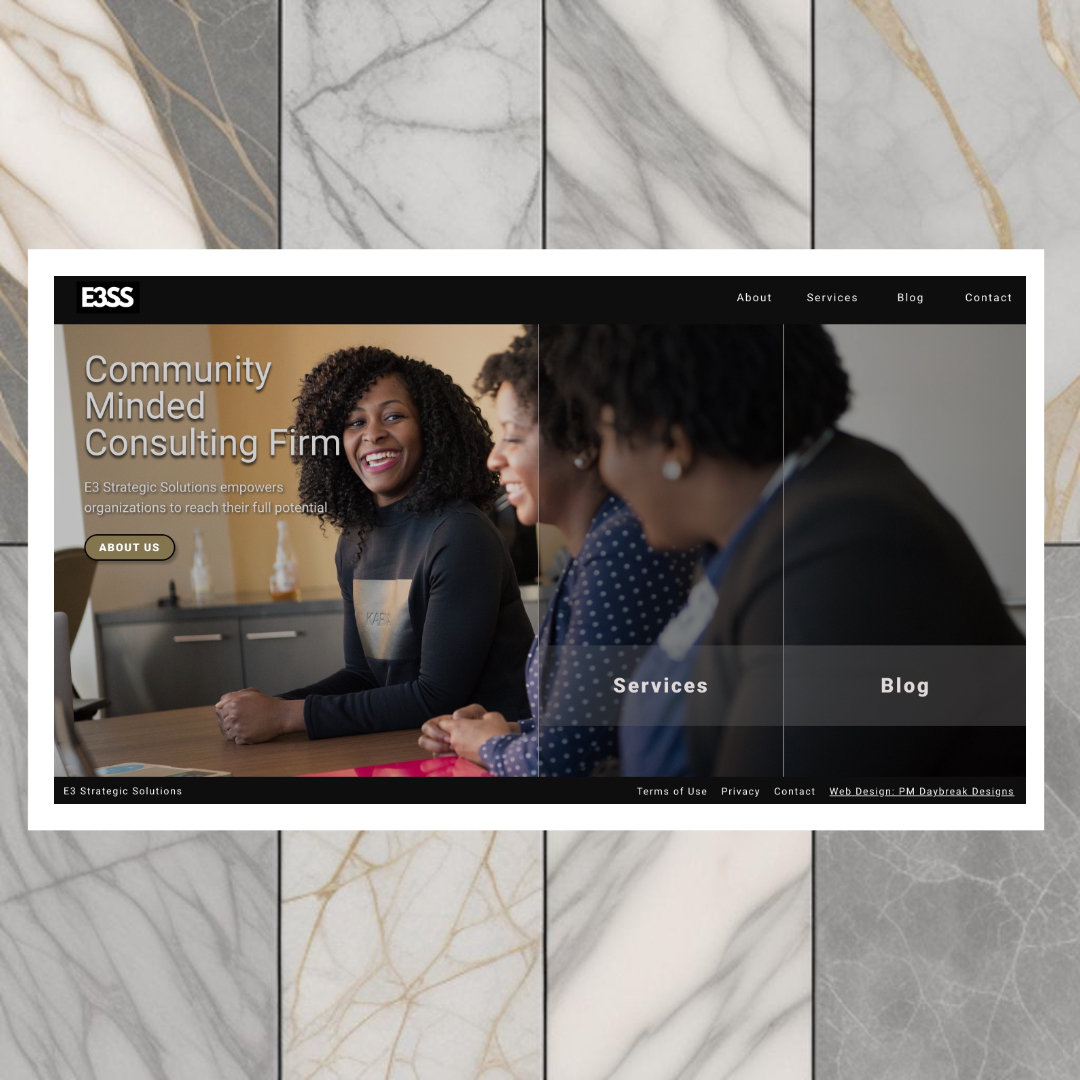 E3SS
About Services Blog Contact
Community
Minded
Consulting Firm
E3 Strategic Solutions empowers
organizations to reach their full potential
ABOUT US
Services
Blog
E3 Strategic Solutions
Terms of Use Privacy Contact Web Design: PM Daybreak Designs